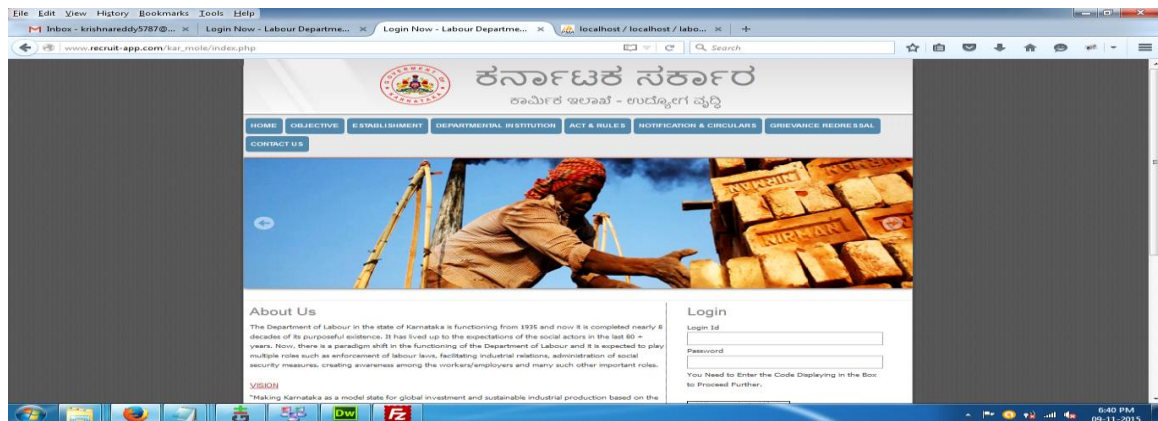 File Edit View History Bookmarks Tools Help
Inbox - krishnareddy5787@... × Login Now - Labour Departme... × Login Now - Labour Departme... × localhost / localhost / labo... × +
www.recruit-app.com/kar_mole/index.php Search
GOVERNMENT OF KARNATAKA
ಕರ್ನಾಟಕ ಸರ್ಕಾರ
ಕಾರ್ಮಿಕ ಇಲಾಖೆ - ಉದ್ಯೋಗ ವೃದ್ಧಿ
HOME OBJECTIVE ESTABLISHMENT DEPARTMENTAL INSTITUTION ACT & RULES NOTIFICATION & CIRCULARS GRIEVANCE REDRESSAL
CONTACT US
NIRMAN
NIRMAN
About Us
The Department of Labour in the state of Karnataka is functioning from 1935 and now it is completed nearly 8
decades of its purposeful existence. It has lived up to the expectations of the social actors in the last 80 +
years. Now, there is a paradigm shift in the functioning of the Department of Labour and it is expected to play
multiple roles such as enforcement of labour laws, facilitating industrial relations, administration of social
security measures, creating awareness among the workers/employers and many such other important roles.
VISION
"Making Karnataka as a model state for global investment and sustainable industrial production based on the
Login
Login Id
Password
You Need to Enter the Code Displaying in the Box
to Proceed Further.
Dw
Fz
6:40 PM
09-11-2015